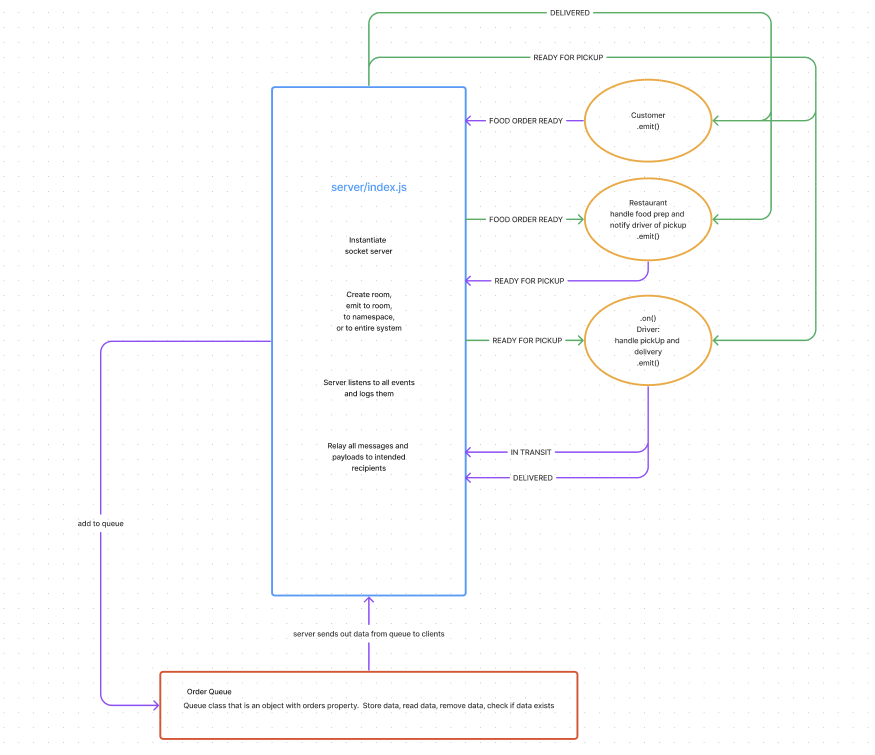 DELIVERED
READY FOR PICKUP
Customer
.emit()
FOOD ORDER READY
server/index.js
Restaurant
handle food prep and
notify driver of pickup
.emit()
FOOD ORDER READY
Instantiate
socket server
READY FOR PICKUP
Create room,
emit to room,
to namespace,
or to entire system
.on()
Driver:
handle pickUp and
delivery
.emit()
READY FOR PICKUP
Server listens to all events
and logs them
Relay all messages and
payloads to intended
recipients
IN TRANSIT
DELIVERED
add to queue
server sends out data from queue to clients
Order Queue
Queue class that is an object with orders property.  Store data, read data, remove data, check if data exists